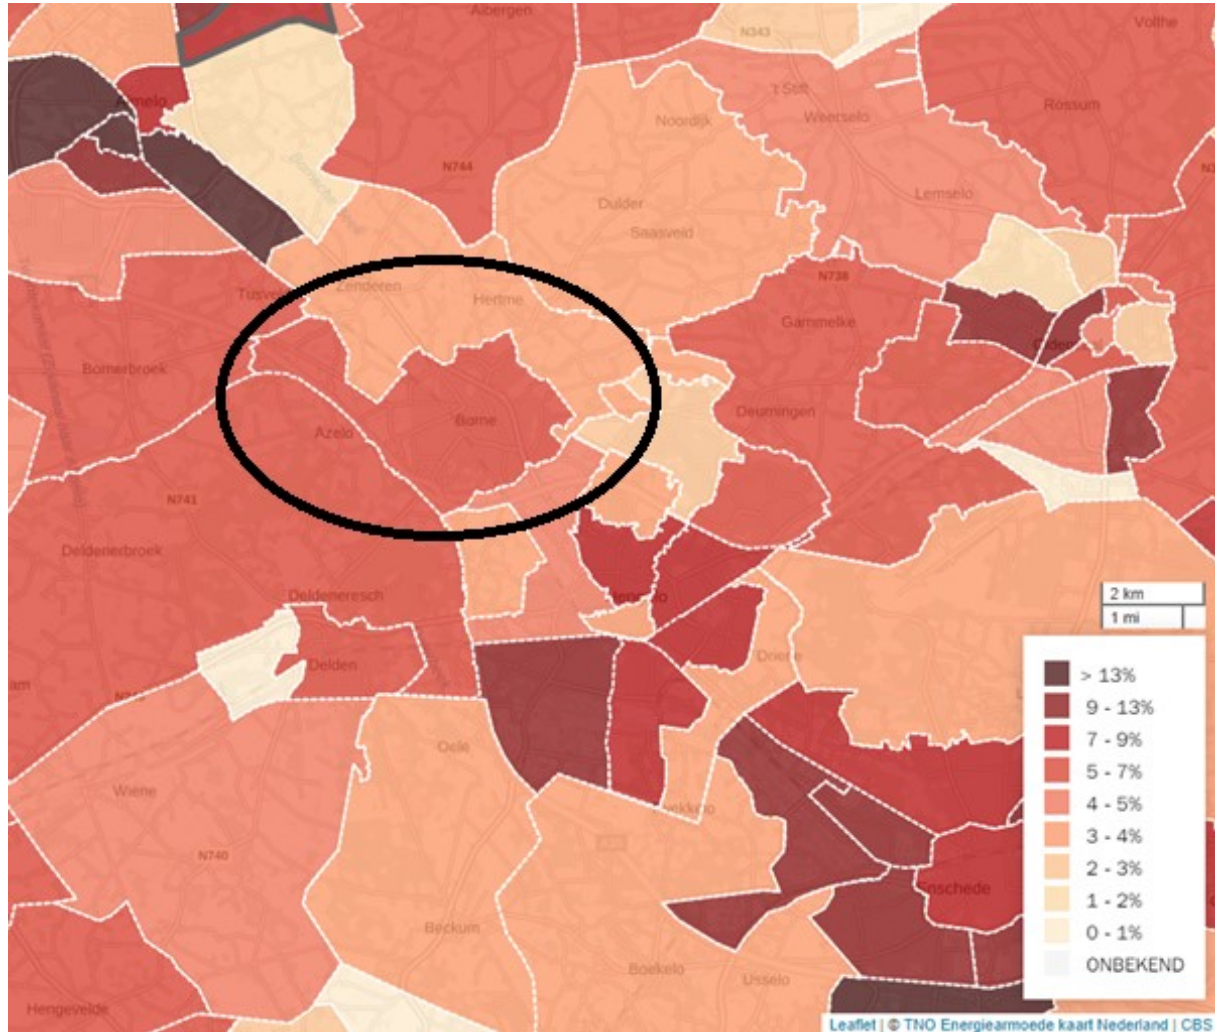 Albergen
N343
Volthe
Almelo
't Stift
Rossum
Noordijk
Weerselo
N744
Lemselo
Dulder
Saasveld
N738
Zenderen
Hertme
Gammelke
Bornerbroek
Deurningen
Borne
Azelo
N741
Deldenerbroek
Deldeneresch
2 km
1 mi
Delden
Driene
> 13%
9 - 13%
7 - 9%
Oele
5 - 7%
Wiene
4 - 5%
3 - 4%
N740
2 - 3%
Enschede
1 - 2%
Beckum
0 - 1%
Boekelo
Usselo
ONBEKEND
Hengevelde
Leaflet | © TNO Energiearmoede kaart Nederland | CBS